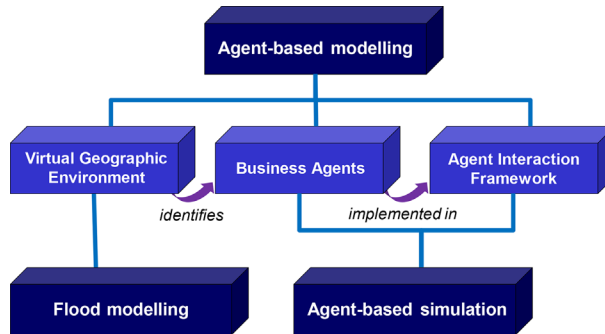 Agent-based modelling
Virtual Geographic
Environment
Business Agents
Agent Interaction
Framework
identifies
implemented in
Flood modelling
Agent-based simulation